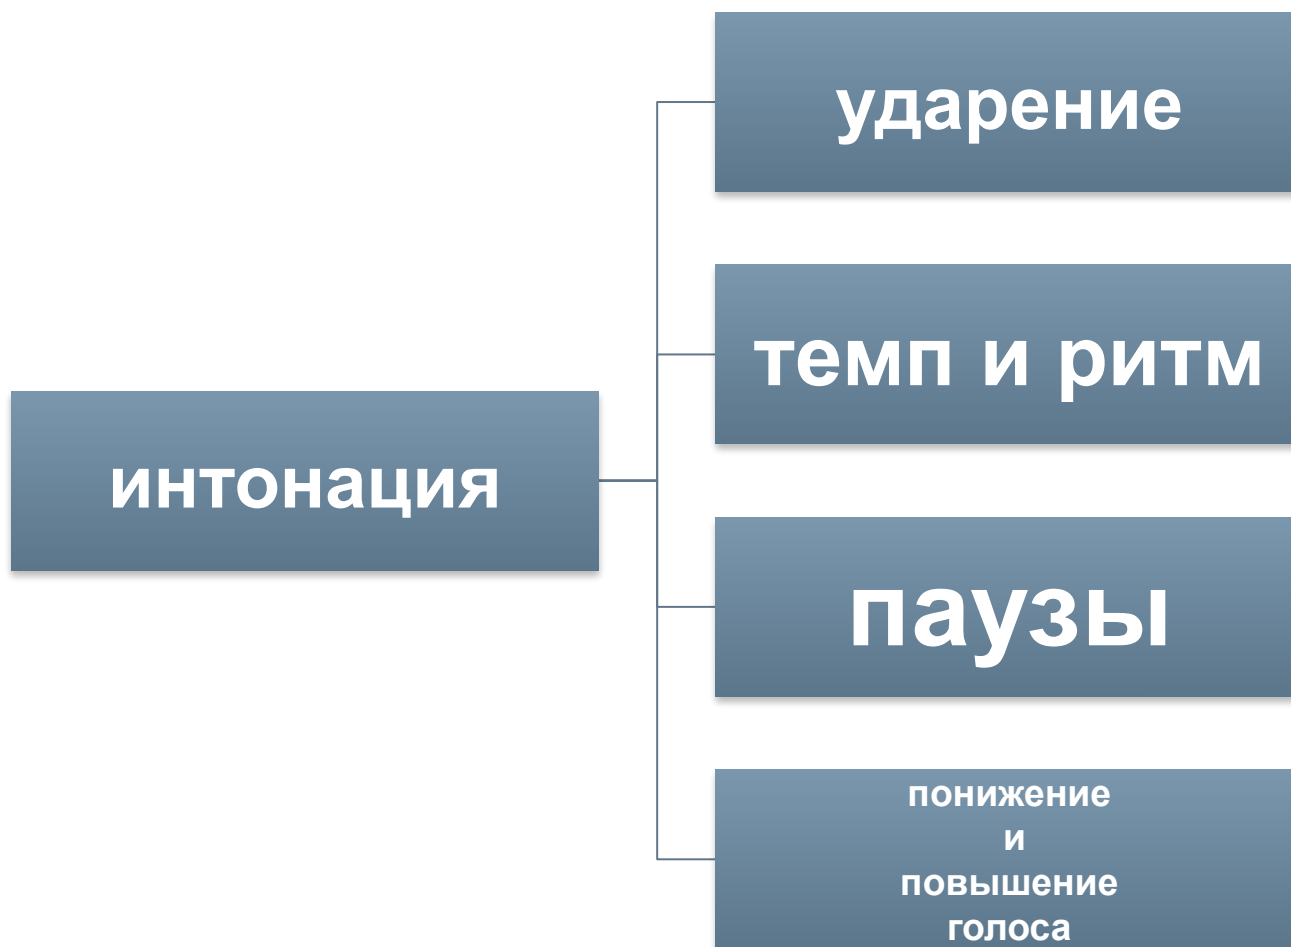 интонация
ударение
темп и ритм
паузы
понижение
и
повышение
голоса